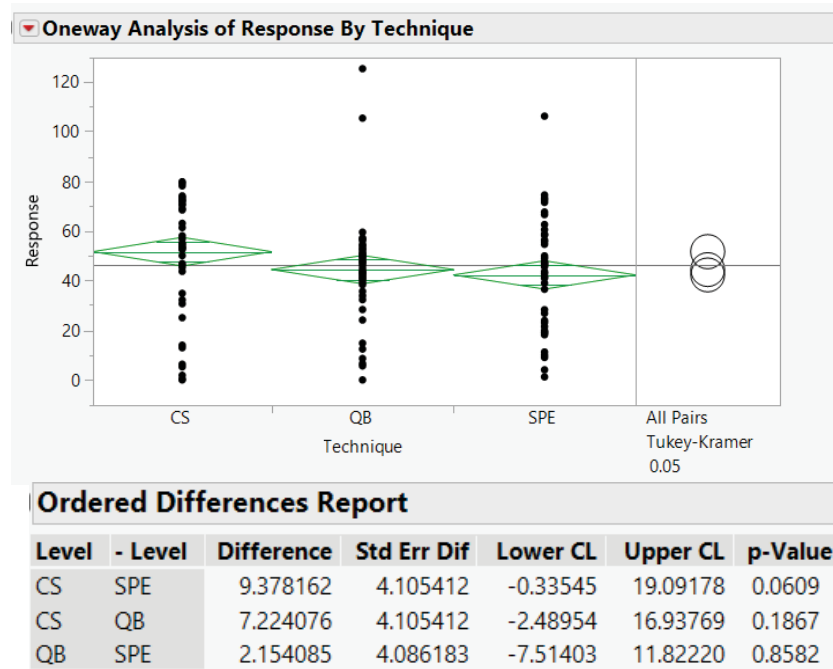 Oneway Analysis of Response By Technique
120
100
80
60
40
20
0
Response
CS QB SPE All Pairs
Technique Tukey-Kramer
0.05
Ordered Differences Report
Level - Level Difference Std Err Dif Lower CL Upper CL p-Value
CS SPE 9.378162 4.105412 -0.33545 19.09178 0.0609
CS QB 7.224076 4.105412 -2.48954 16.93769 0.1867
QB SPE 2.154085 4.086183 -7.51403 11.82220 0.8582